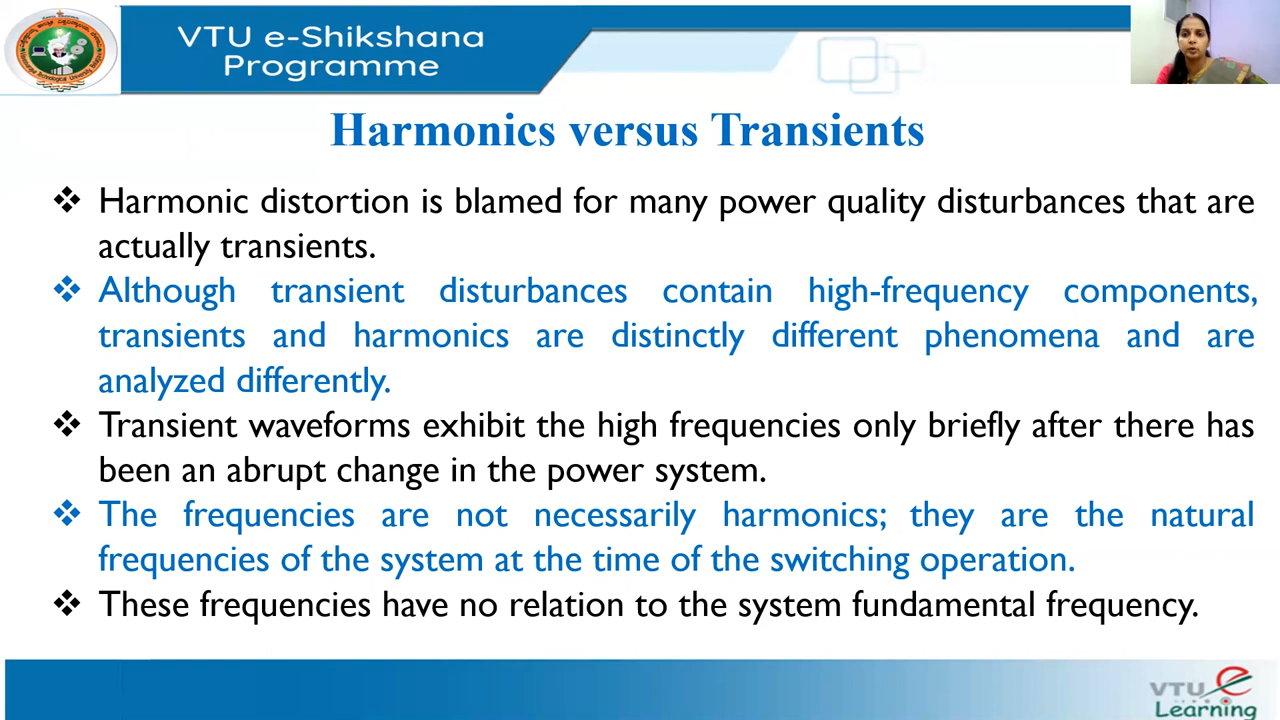 VTU e-Shikshana
Programme
Harmonics versus Transients
❖ Harmonic distortion is blamed for many power quality disturbances that are
actually transients.
❖ Although transient disturbances contain high-frequency components,
transients and harmonics are distinctly different phenomena and are
analyzed differently.
❖ Transient waveforms exhibit the high frequencies only briefly after there has
been an abrupt change in the power system.
❖ The frequencies are not necessarily harmonics; they are the natural
frequencies of the system at the time of the switching operation.
❖ These frequencies have no relation to the system fundamental frequency.
VTU e
Learning